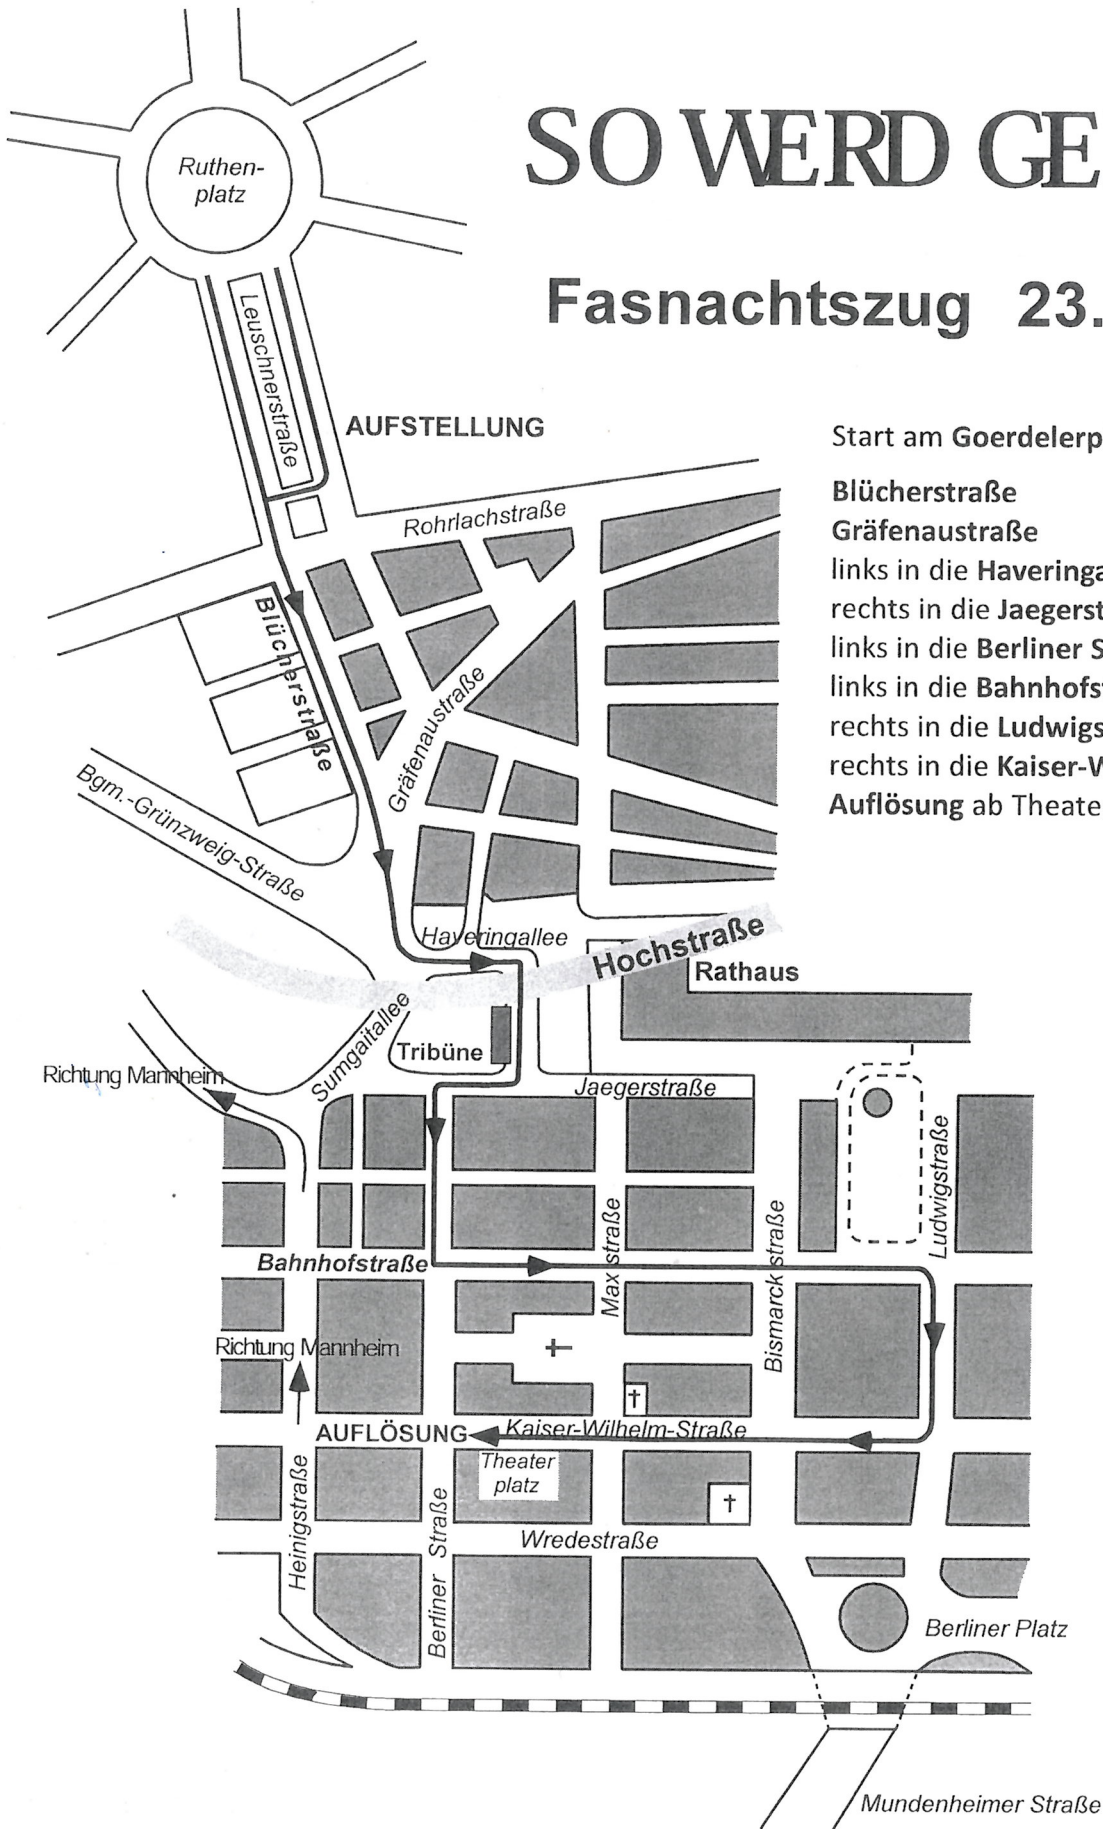 SO WERD GE
Fasnachtszug 23.
Ruthen-
platz
Leuschnerstraße
AUFSTELLUNG
Start am Goerdelerp
Blücherstraße
Gräfenaustraße
links in die Haveringa
rechts in die Jaegerst
links in die Berliner S
links in die Bahnhofst
rechts in die Ludwigs
rechts in die Kaiser-W
Auflösung ab Theate
Rohrlachstraße
Blücherstraße
Gräfenaustraße
Bgm.-Grünzweig-Straße
Haveringallee
Hochstraße
Rathaus
Sumgaitallee
Tribüne
Richtung Mannheim
Jaegerstraße
Ludwigstraße
Maxstraße
Bismarckstraße
Bahnhofstraße
Richtung Mannheim
AUFLÖSUNG
Kaiser-Wilhelm-Straße
Theater
platz
Heinigstraße
Berliner Straße
Wredestraße
Berliner Platz
Mundenheimer Straße